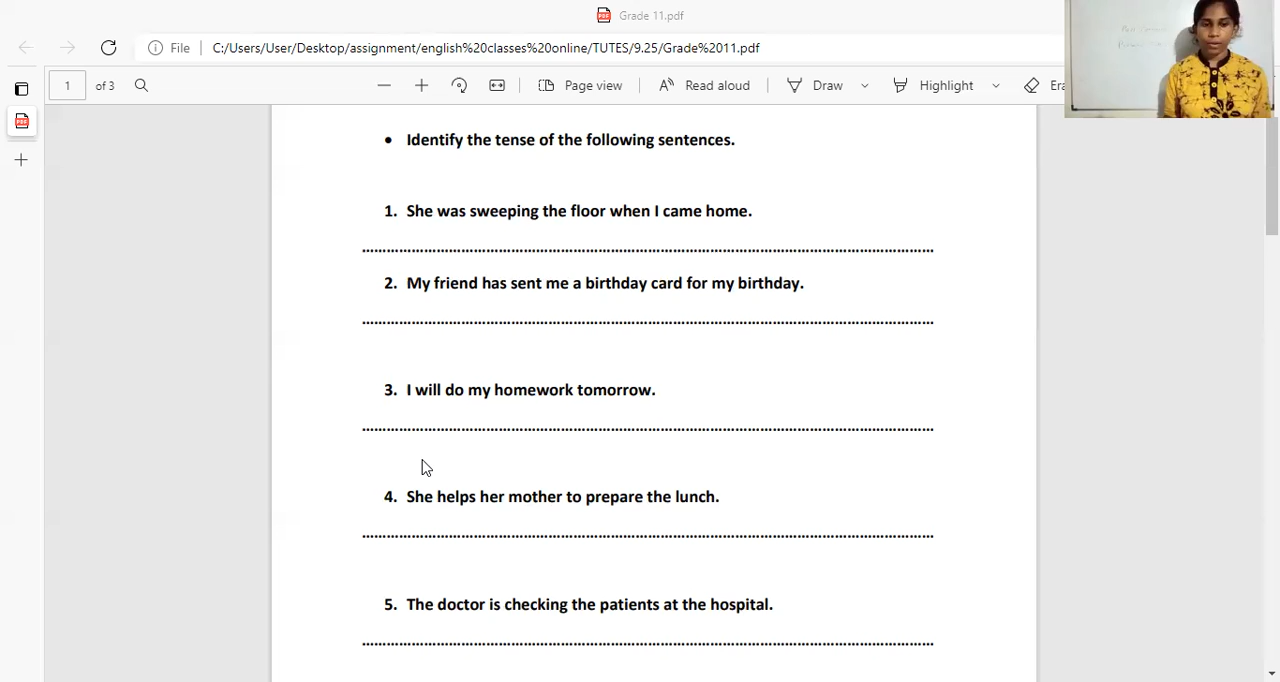 Grade 11.pdf
File C:/Users/User/Desktop/assignment/english%20classes%20online/TUTES/9.25/Grade%2011.pdf
1 of 3 Page view Read aloud Draw Highlight
• Identify the tense of the following sentences.
1. She was sweeping the floor when I came home.
2. My friend has sent me a birthday card for my birthday.
3. I will do my homework tomorrow.
4. She helps her mother to prepare the lunch.
5. The doctor is checking the patients at the hospital.